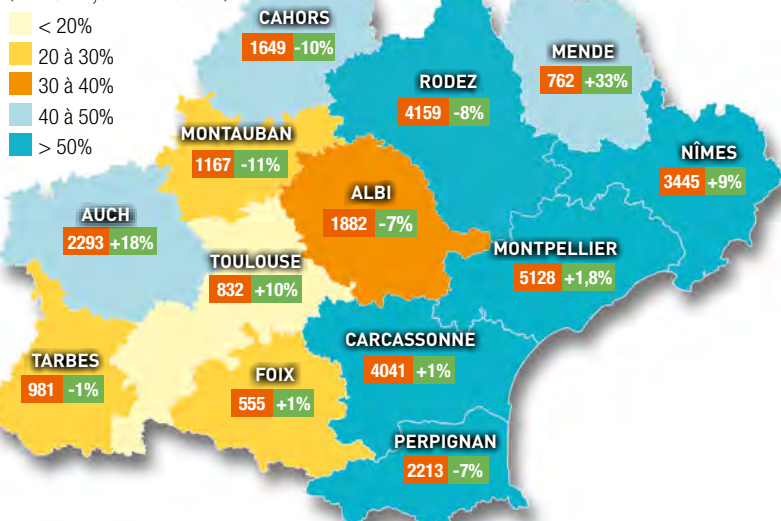 < 20%
20 à 30%
30 à 40%
40 à 50%
> 50%
CAHORS
1649 -10%
MENDE
762 +33%
RODEZ
4159 -8%
MONTAUBAN
1167 -11%
NÎMES
3445 +9%
ALBI
1882 -7%
AUCH
2293 +18%
MONTPELLIER
5128 +1,8%
TOULOUSE
832 +10%
CARCASSONNE
4041 +1%
TARBES
981 -1%
FOIX
555 +1%
PERPIGNAN
2213 -7%